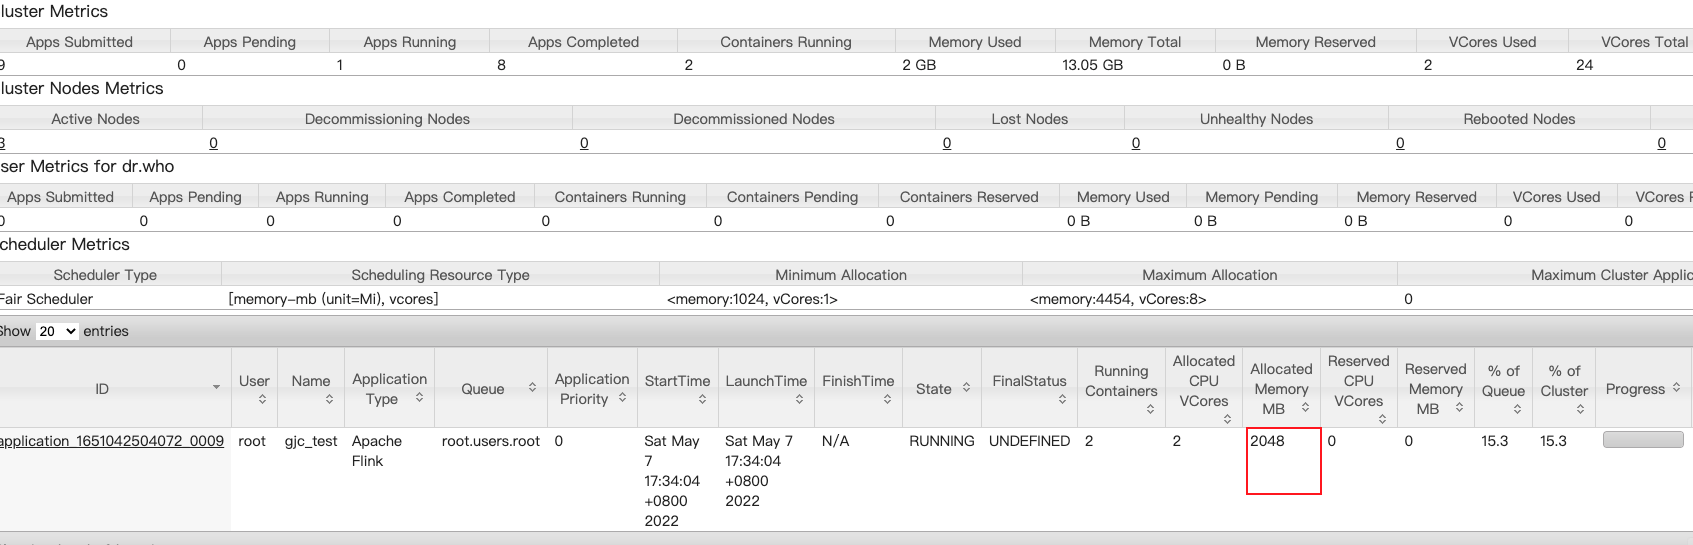 luster Metrics
Apps Submitted Apps Pending Apps Running Apps Completed Containers Running Memory Used Memory Total Memory Reserved VCores Used VCores Total
9 0 1 8 2 2 GB 13.05 GB 0 B 2 24
luster Nodes Metrics
Active Nodes Decommissioning Nodes Decommissioned Nodes Lost Nodes Unhealthy Nodes Rebooted Nodes
3 0 0 0 0 0 0
ser Metrics for dr.who
Apps Submitted Apps Pending Apps Running Apps Completed Containers Running Containers Pending Containers Reserved Memory Used Memory Pending Memory Reserved VCores Used VCores
0 0 0 0 0 0 0 0 B 0 B 0 B 0 0
cheduler Metrics
Scheduler Type Scheduling Resource Type Minimum Allocation Maximum Allocation Maximum Cluster Applic
Fair Scheduler [memory-mb (unit=Mi), vcores] <memory:1024, vCores:1> <memory:4454, vCores:8> 0
Show 20 entries
ID User Name Application Type Queue Application Priority StartTime LaunchTime FinishTime State FinalStatus Running Containers Allocated CPU VCores Allocated Memory MB Reserved CPU VCores Reserved Memory MB % of Queue % of Cluster Progress
application_1651042504072_0009 root gjc_test Apache Flink root.users.root 0 Sat May 7 17:34:04 +0800 2022 Sat May 7 17:34:04 +0800 2022 N/A RUNNING UNDEFINED 2 2 2048 0 0 15.3 15.3